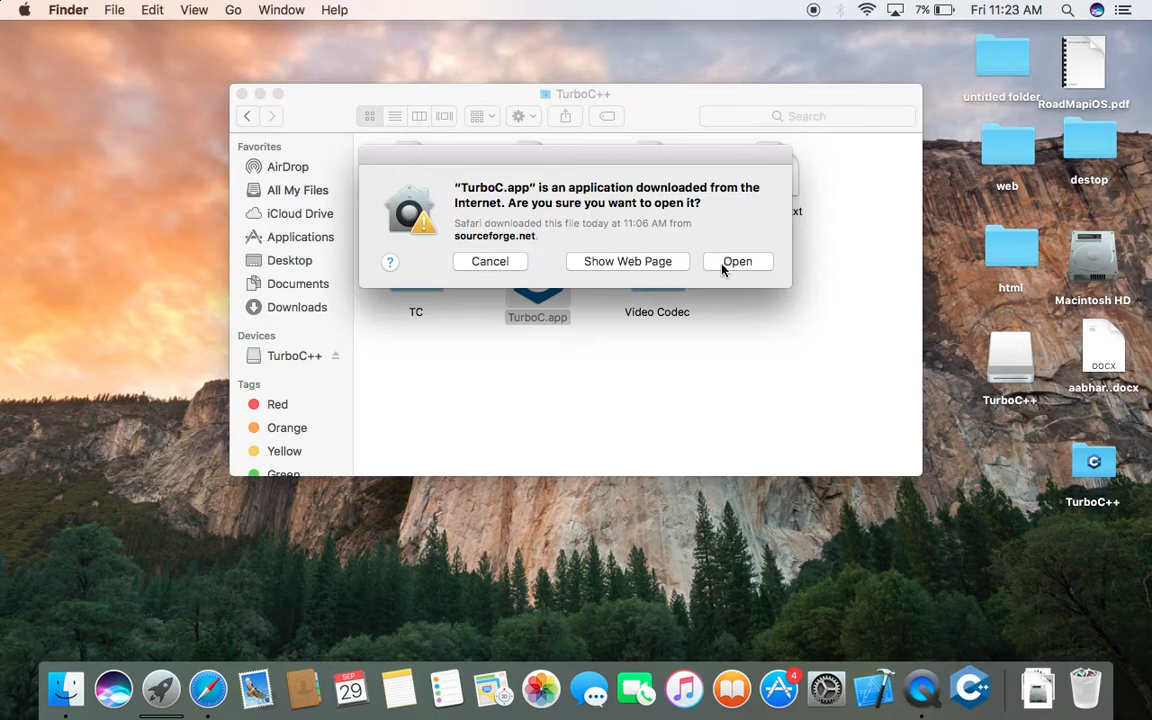 Finder File Edit View Go Window Help 7% Fri 11:23 AM
TurboC++
Search
Favorites
AirDrop
All My Files
iCloud Drive
Applications
Desktop
Documents
Downloads
Devices
TurboC++
Tags
Red
Orange
Yellow
Green
"TurboC.app" is an application downloaded from the
Internet. Are you sure you want to open it?
Safari downloaded this file today at 11:06 AM from
sourceforge.net.
? Cancel Show Web Page Open
xt
TC TurboC.app Video Codec
untitled folder
RoadMapiOS.pdf
web
destop
html
Macintosh HD
TurboC++
DOCX
aabhar..docx
TurboC++
SEP
29
3D
4
C++